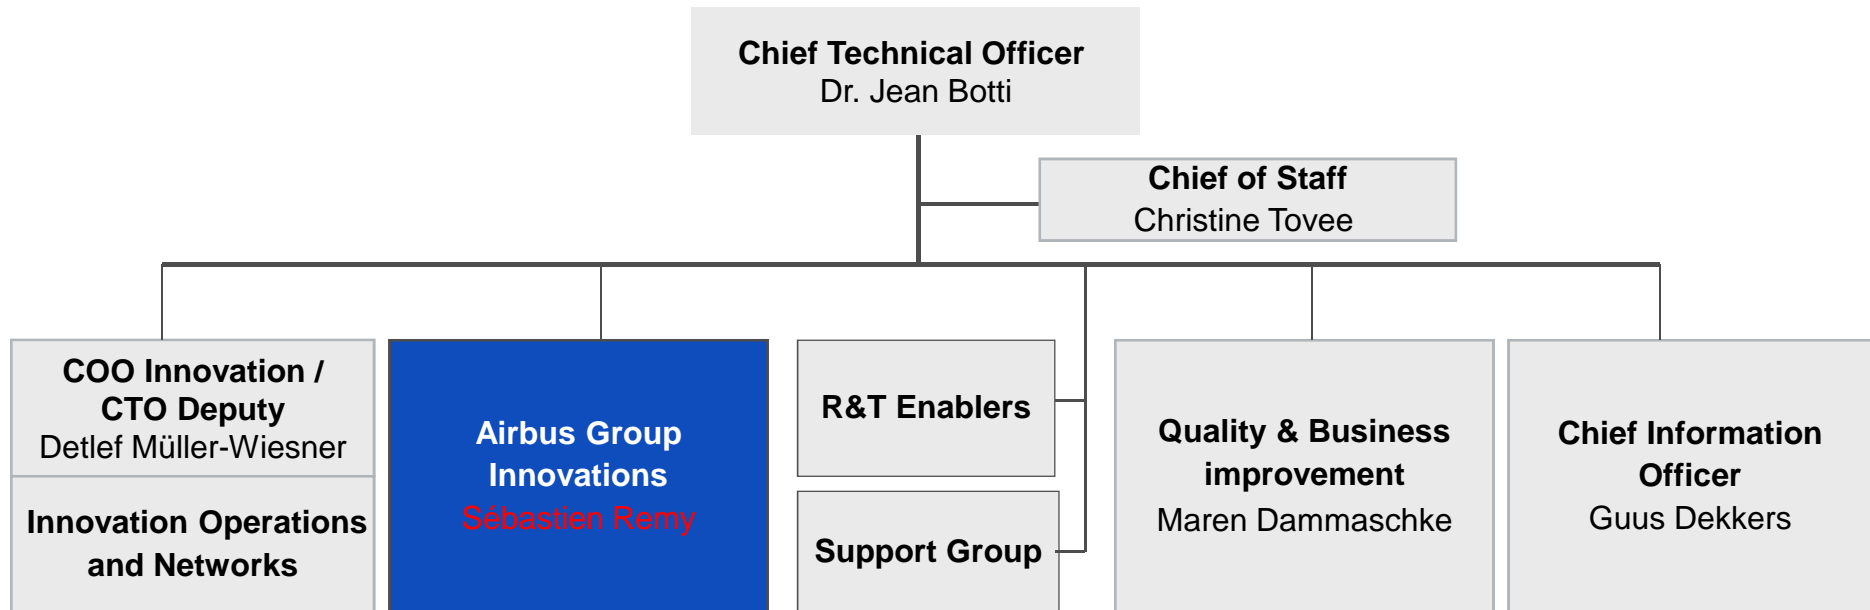 Chief Technical Officer
Dr. Jean Botti
Chief of Staff
Christine Tovee
COO Innovation /
CTO Deputy
Detlef Müller-Wiesner
Innovation Operations
and Networks
Airbus Group
Innovations
Sébastien Remy
R&T Enablers
Support Group
Quality & Business
improvement
Maren Dammaschke
Chief Information
Officer
Guus Dekkers